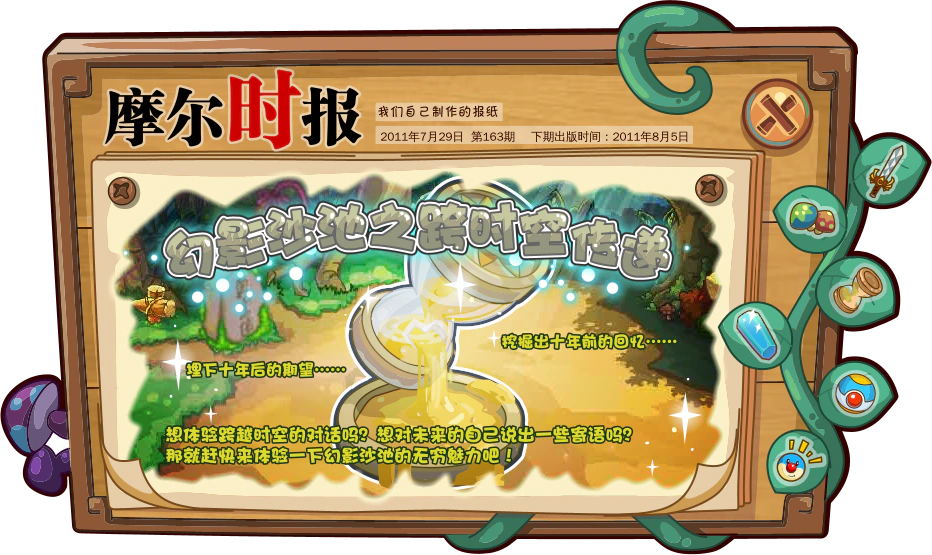 摩尔时报
我们自己制作的报纸
2011年7月29日 第163期 下期出版时间：2011年8月5日
幻影沙池之跨时空传递
挖掘出十年前的回忆……
埋下十年后的期望……
想体验跨越时空的对话吗？想对未来的自己说出一些寄语吗？
那就赶快来体验一下幻影沙池的无穷魅力吧！